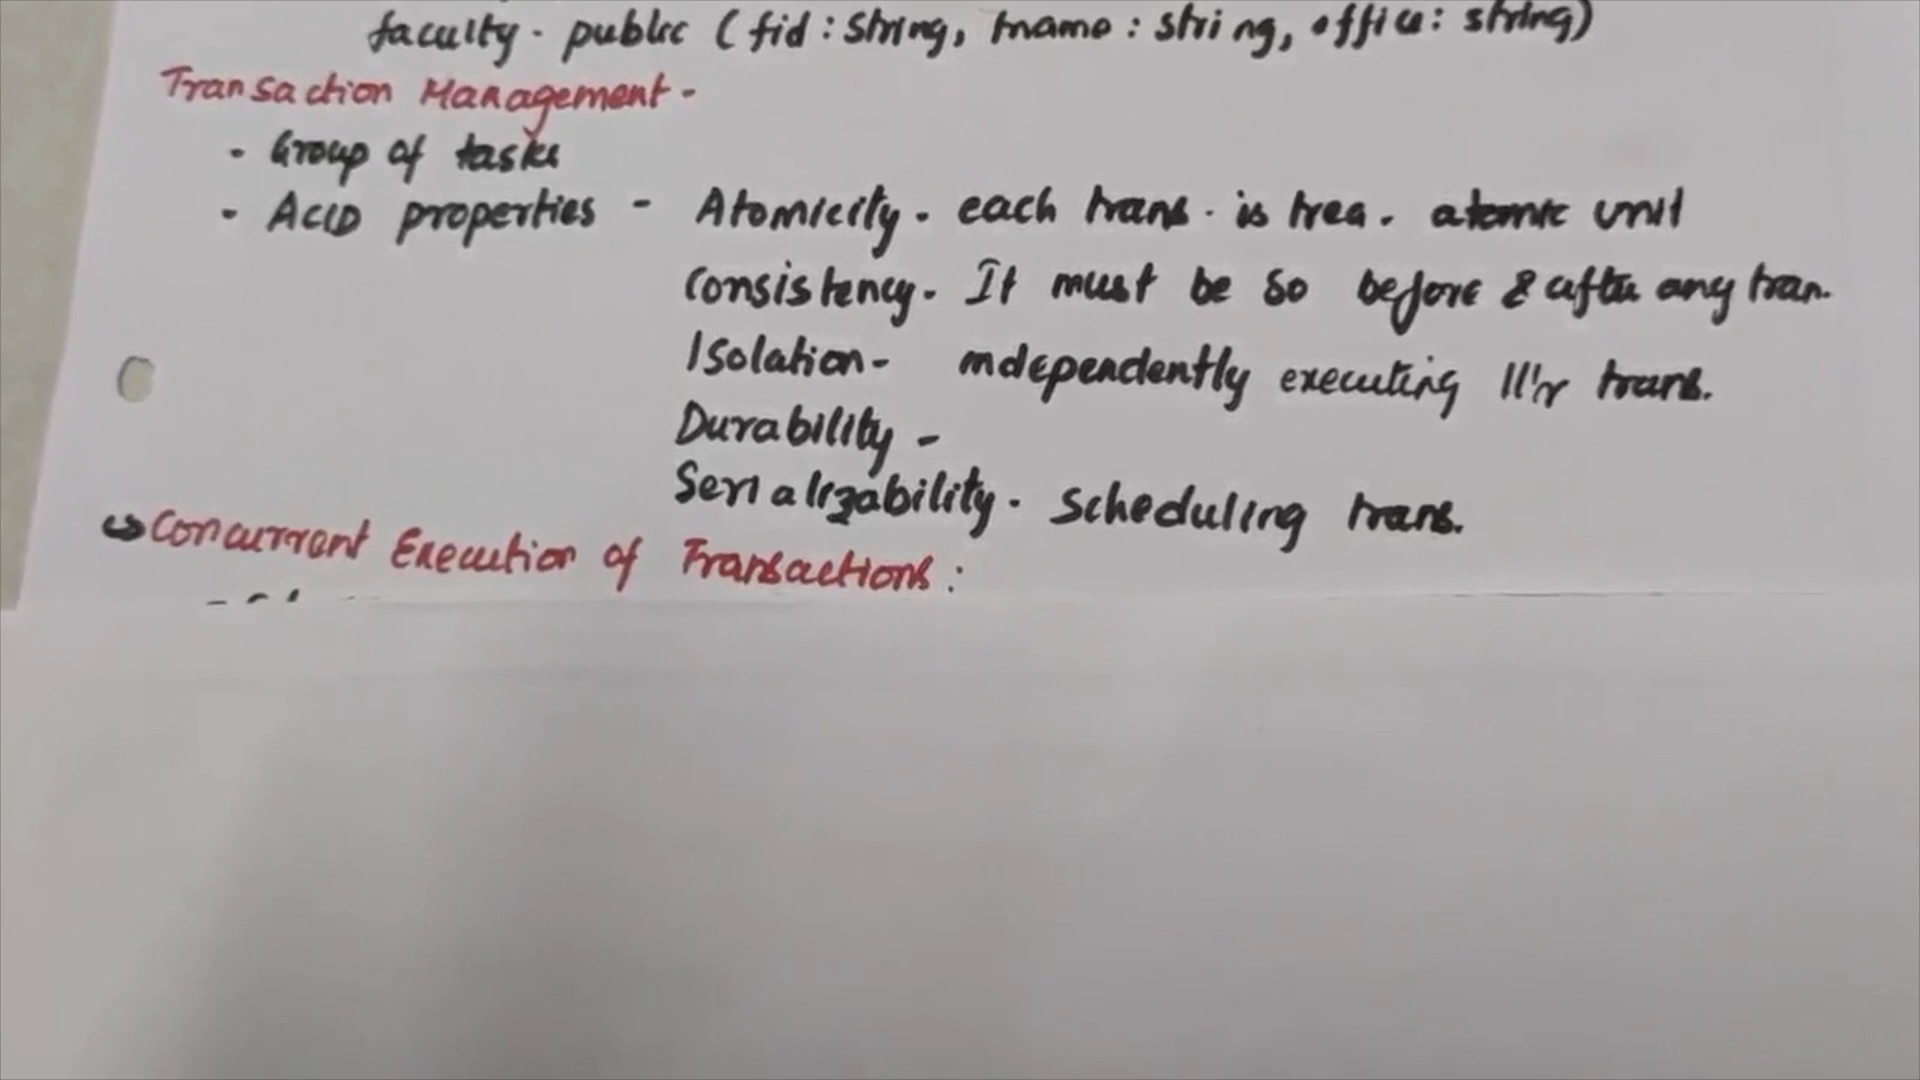 faculty - public (fid : string, fname : string, office : string)
Transaction Management -
- Group of tasks
- ACID properties - Atomicity - each trans. is trea. atomic unit
Consistency - It must be so before & after any tran.
Isolation - independently executing ll'r trans.
Durability -
Serializability - scheduling trans.
Concurrent Execution of Transactions :